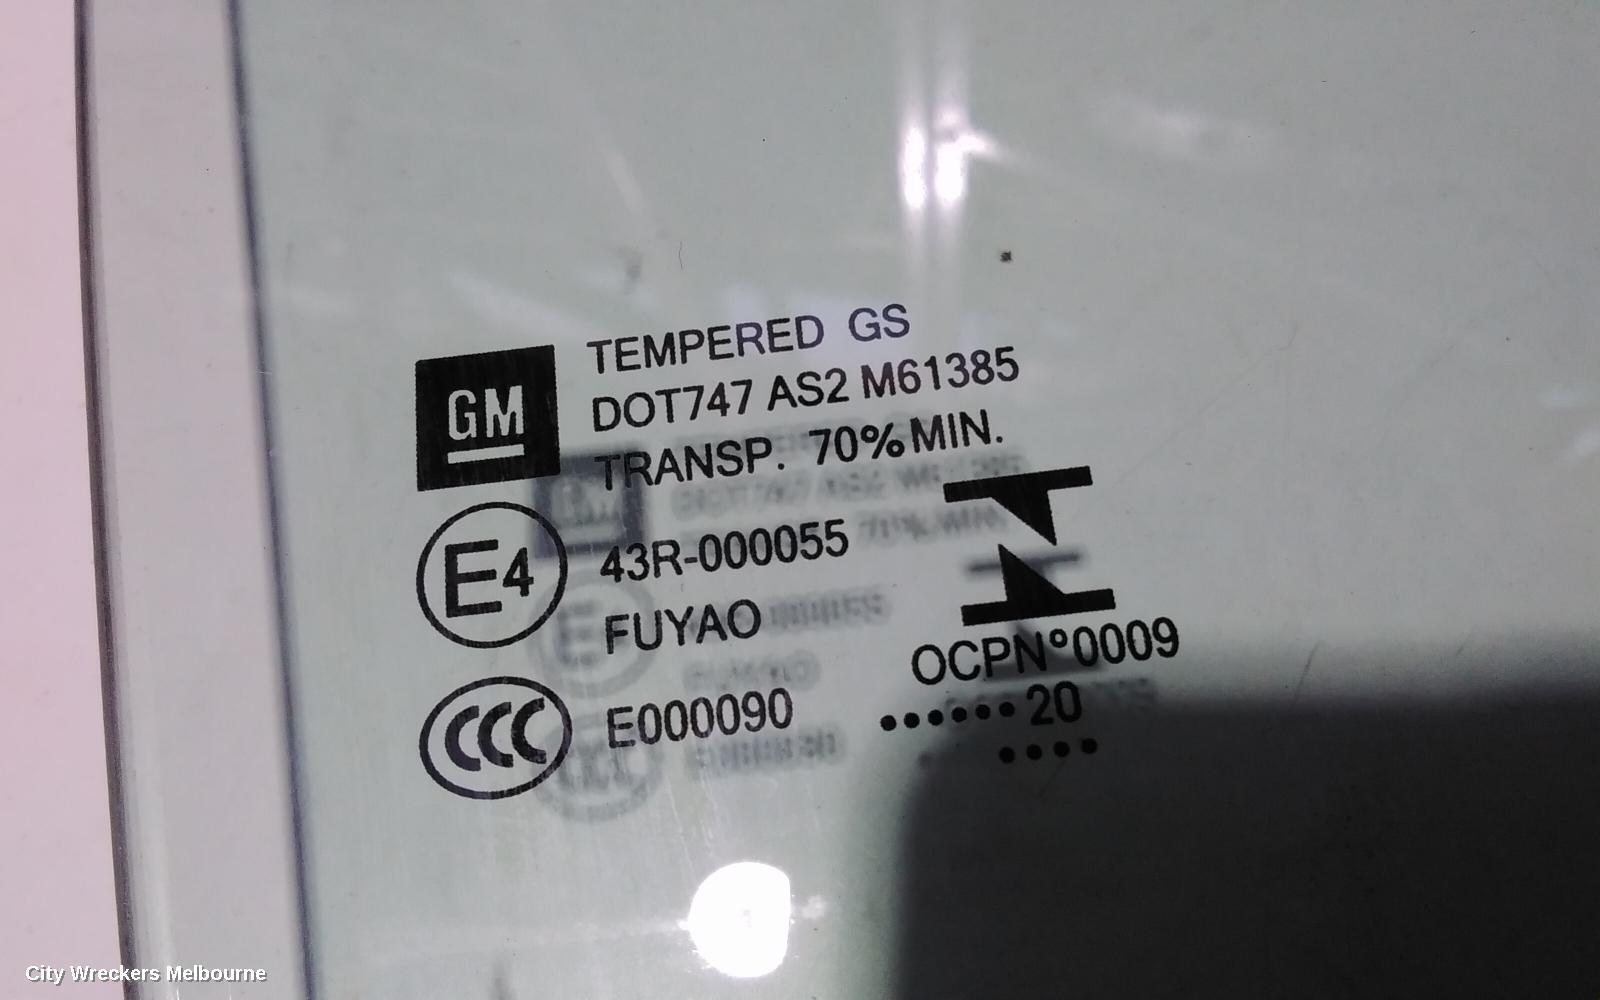 TEMPERED GS
GM
DOT747 AS2 M61385
TRANSP. 70% MIN.
E4
43R-000055
FUYAO
OCPN°0009
CCC
E000090
••••••20
••••
City Wreckers Melbourne